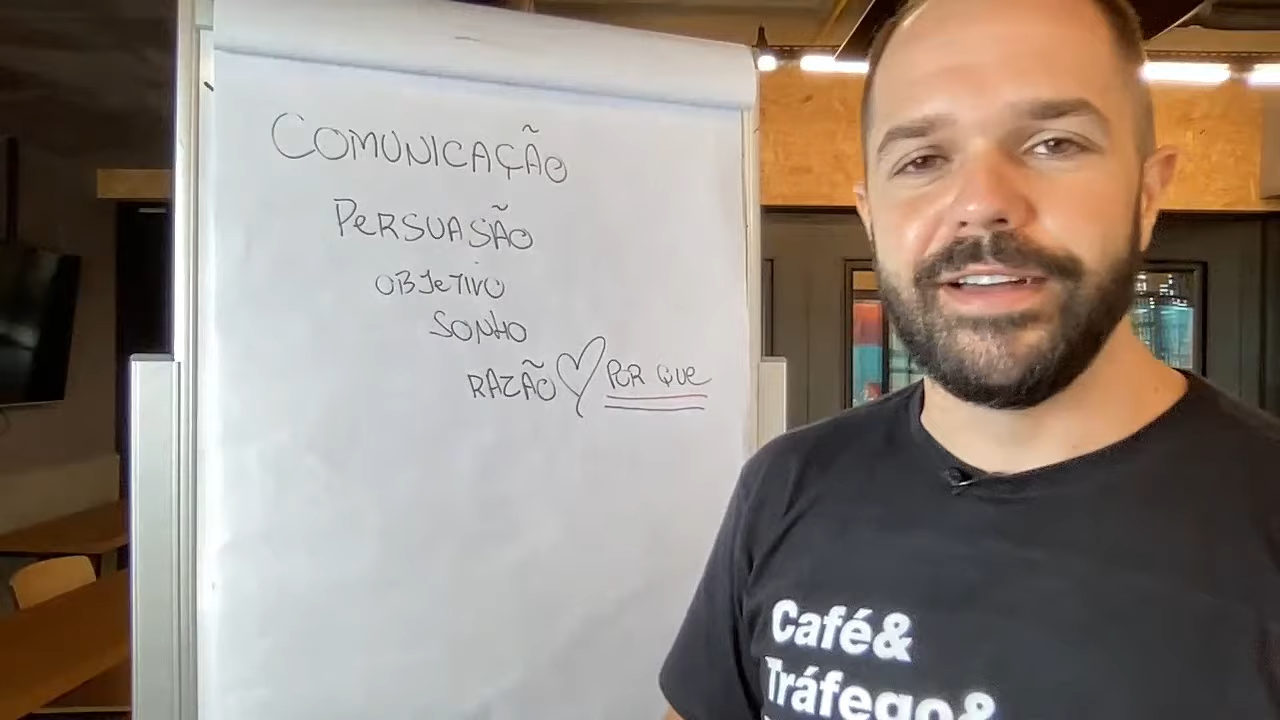 COMUNICAÇÃO
PERSUASÃO
OBJETIVO
SONHO
RAZÃO POR QUE
Café&
Tráfego&